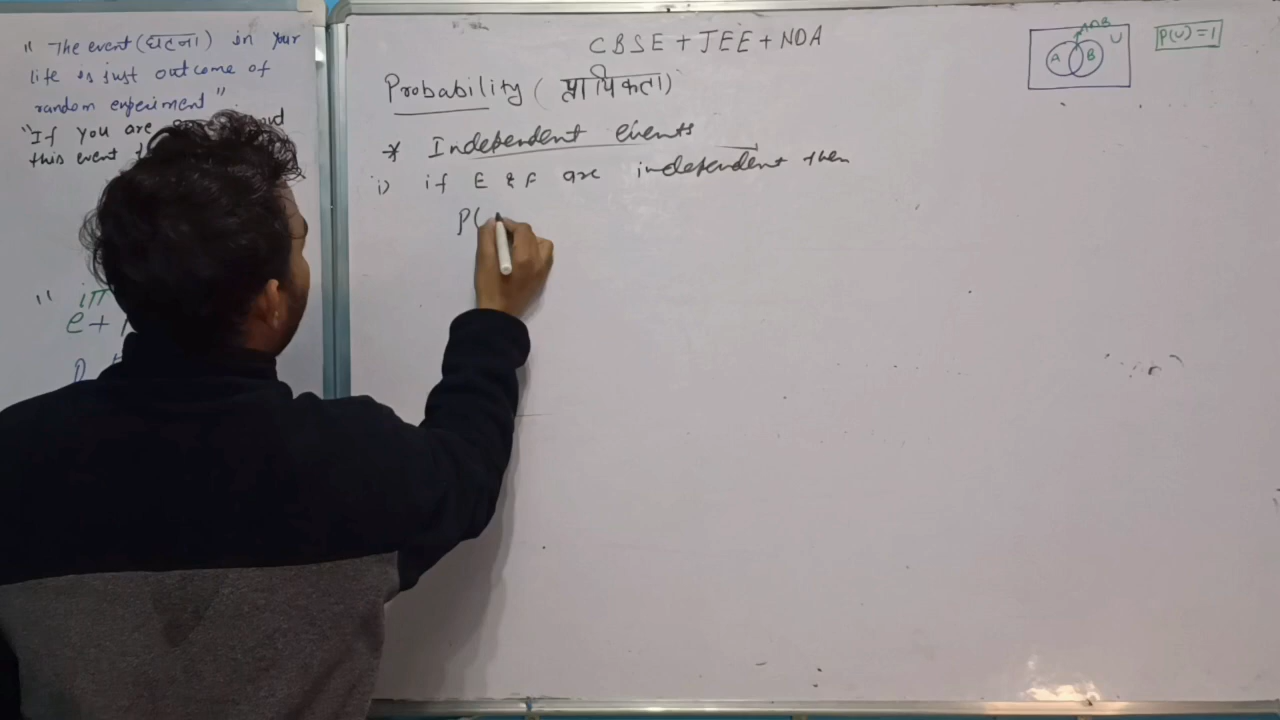 " The event (घटना) in your
life is just outcome of
random experiment"
"If you are
this event
"
e^iπ +
CBSE + JEE + NDA
Probability ( प्रायिकता)
* Independent events
i) if E & F are independent then
P(
A∩B
A B U
P(U) = 1